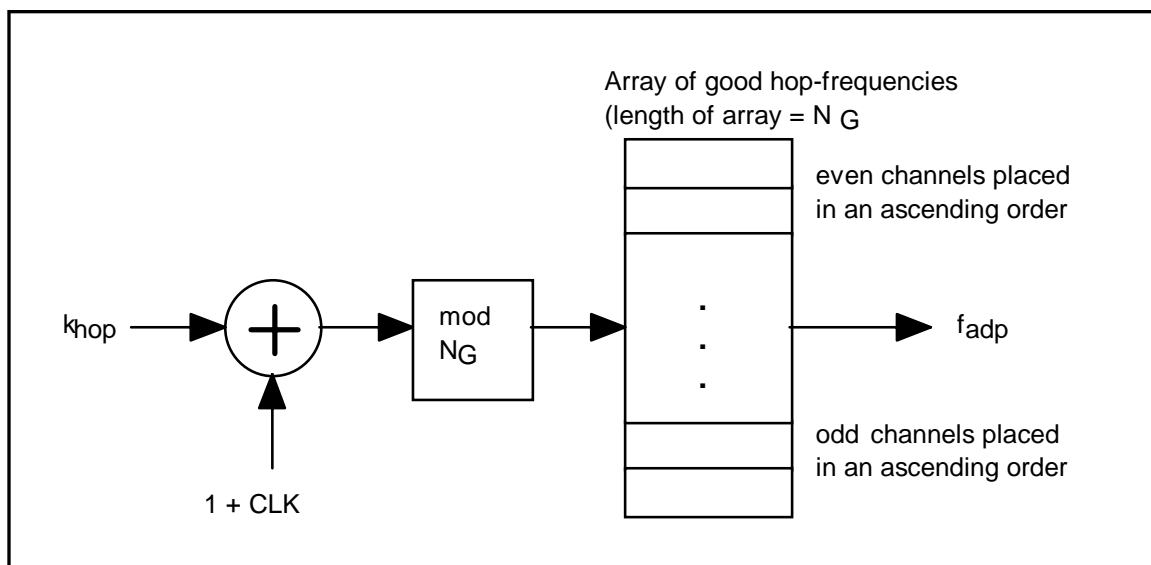 Array of good hop-frequencies
(length of array = N G
even channels placed
in an ascending order
khop
+
mod
NG
.
.
.
fadp
odd channels placed
in an ascending order
1 + CLK